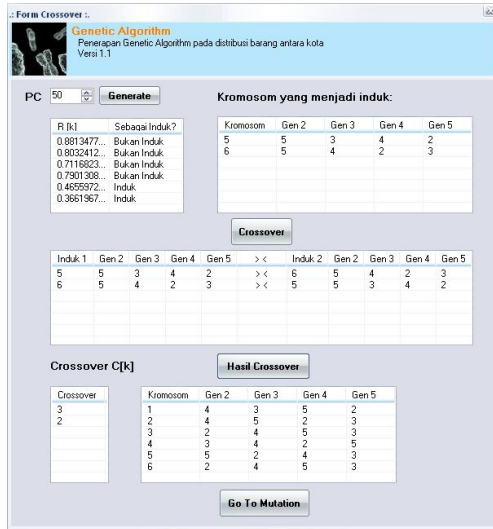 .: Form Crossover :.
Genetic Algorithm
Penerapan Genetic Algorithm pada distribusi barang antara kota
Versi 1.1
PC 50 Generate
Kromosom yang menjadi induk:
R [k] Sebagai Induk?
0.8813477... Bukan Induk
0.8032412... Bukan Induk
0.7116823... Bukan Induk
0.7901308... Bukan Induk
0.4655972... Induk
0.3661967... Induk
Kromosom Gen 2 Gen 3 Gen 4 Gen 5
5 5 3 4 2
6 5 4 2 3
Crossover
Induk 1 Gen 2 Gen 3 Gen 4 Gen 5 > < Induk 2 Gen 2 Gen 3 Gen 4 Gen 5
5 5 3 4 2 > < 6 5 4 2 3
6 5 4 2 3 > < 5 5 3 4 2
Crossover C[k]
Hasil Crossover
Crossover
3
2
Kromosom Gen 2 Gen 3 Gen 4 Gen 5
1 4 3 5 2
2 4 5 2 3
3 2 4 5 3
4 3 4 2 5
5 5 2 4 3
6 2 4 5 3
Go To Mutation